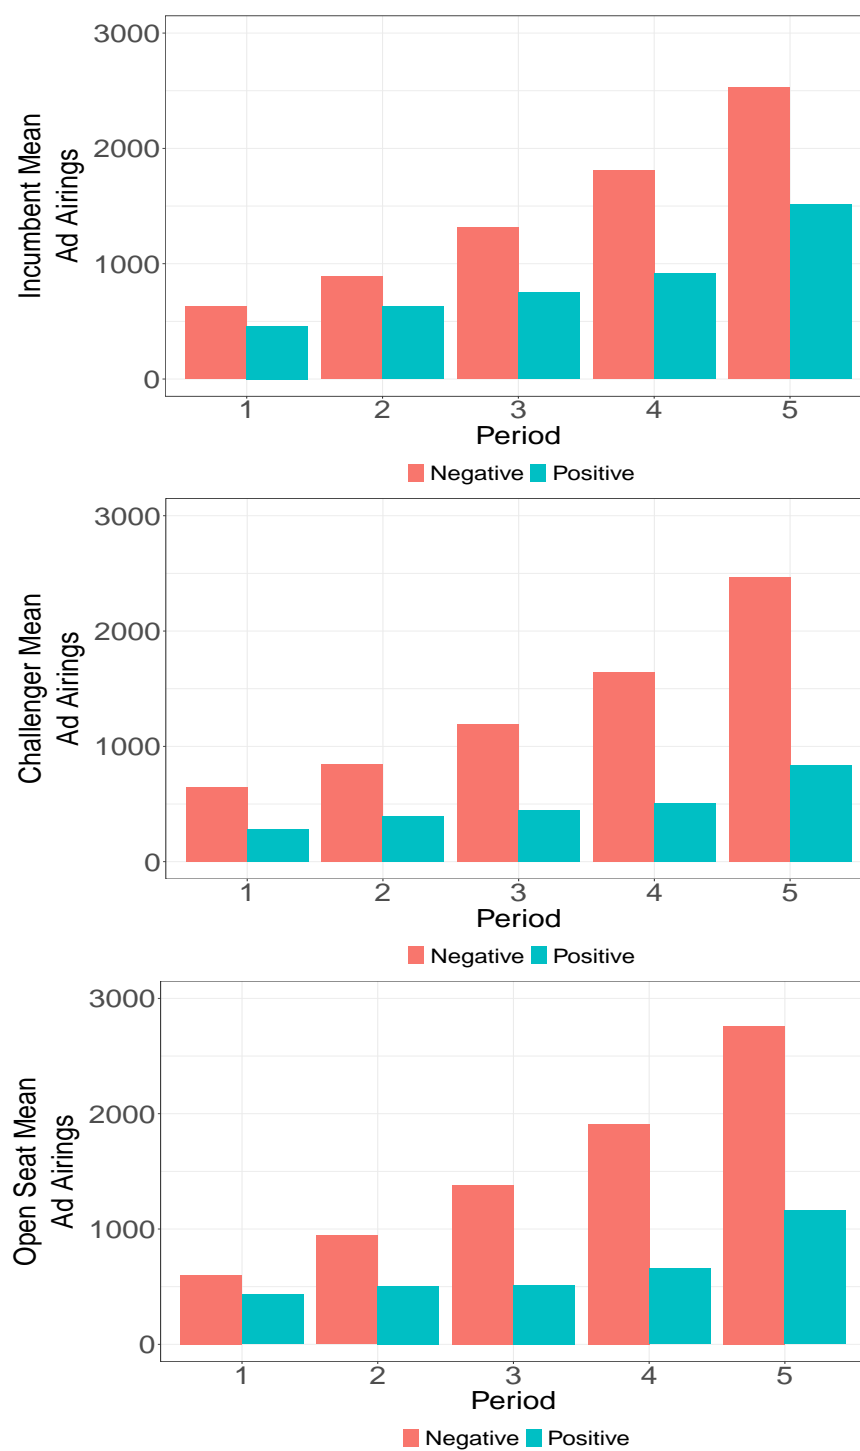 Incumbent Mean
Ad Airings
3000
2000
1000
0
1 2 3 4 5
Period
Negative Positive
Challenger Mean
Ad Airings
3000
2000
1000
0
1 2 3 4 5
Period
Negative Positive
Open Seat Mean
Ad Airings
3000
2000
1000
0
1 2 3 4 5
Period
Negative Positive